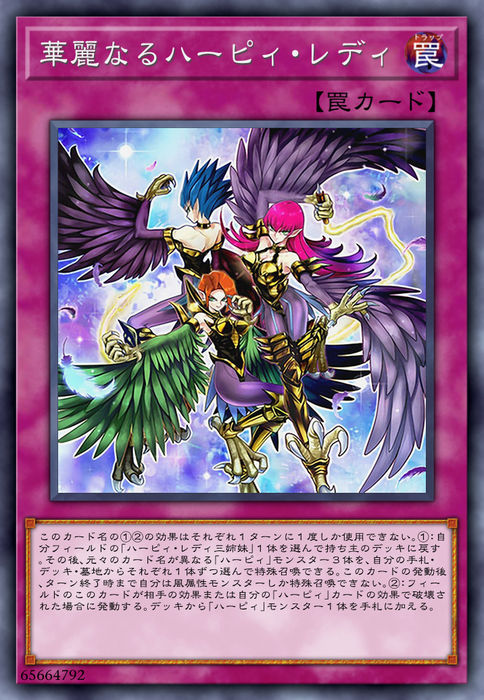 華麗なるハーピィ・レディ
トラップ
罠
【罠カード】
このカード名の①②の効果はそれぞれ１ターンに１度しか使用できない。①：自
分フィールドの「ハーピィ・レディ三姉妹」１体を選んで持ち主のデッキに戻す
。その後、元々のカード名が異なる「ハーピィ」モンスター３体を、自分の手札・
デッキ・墓地からそれぞれ１体ずつ選んで特殊召喚できる。このカードの発動後
、ターン終了時まで自分は風属性モンスターしか特殊召喚できない。②：フィー
ルドのこのカードが相手の効果または自分の「ハーピィ」カードの効果で破壊さ
れた場合に発動する。デッキから「ハーピィ」モンスター１体を手札に加える。
65664792